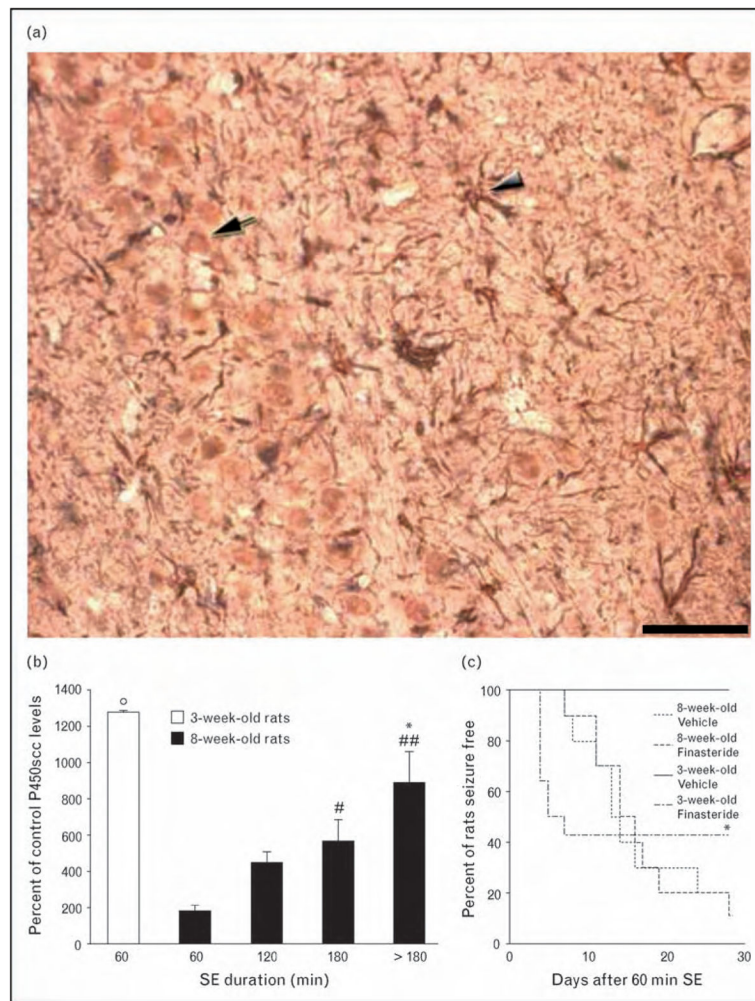 (a)
(b)
1400
1200
1000
800
600
400
200
0
Percent of control P450scc levels
3-week-old rats
8-week-old rats
°
#
*
##
60
60
120
180
> 180
SE duration (min)
(c)
100
80
60
40
20
0
Percent of rats seizure free
8-week-old
Vehicle
8-week-old
Finasteride
3-week-old
Vehicle
3-week-old
Finasteride
*
0
10
20
30
Days after 60 min SE